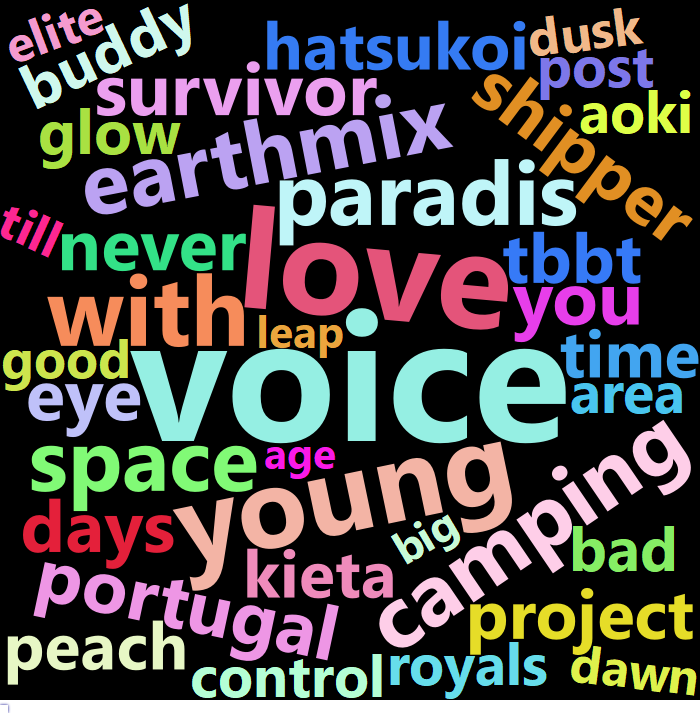 elite
buddy
hatsukoi
dusk
post
survivor
shipper
aoki
glow
earthmix
paradis
till
never
love
tbbt
with
you
leap
voice
time
good
eye
area
space
age
young
camping
days
big
bad
kieta
portugal
project
peach
control
royals
dawn